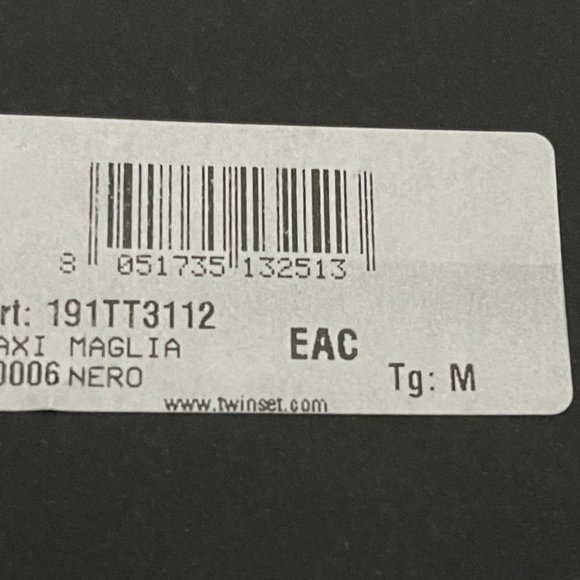 8 051735 132513
rt: 191TT3112
AXI MAGLIA
EAC
0006 NERO
Tg: M
www.twinset.com